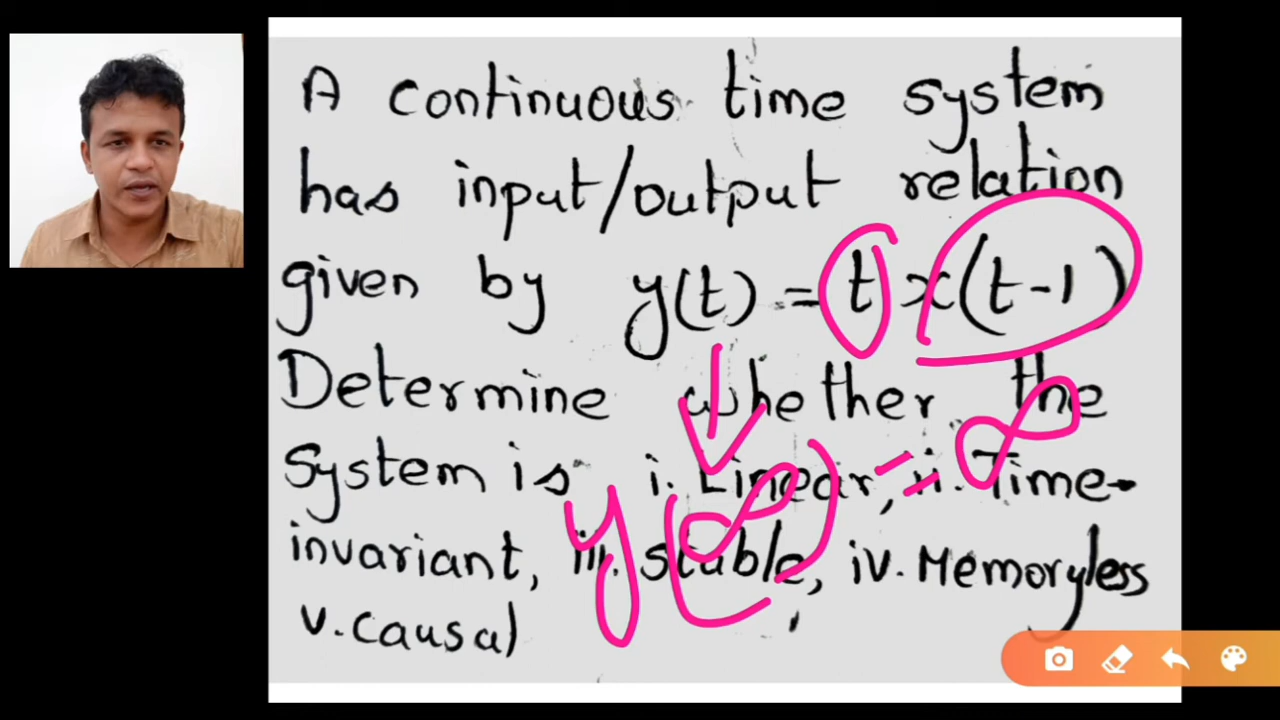 A continuous time system
has input/output relation
given by y(t) = t x(t-1)
Determine whether the
System is i. Linear, ii. Time-
invariant, iii. stable, iv. Memoryless
v. causal
y(∞) = ∞